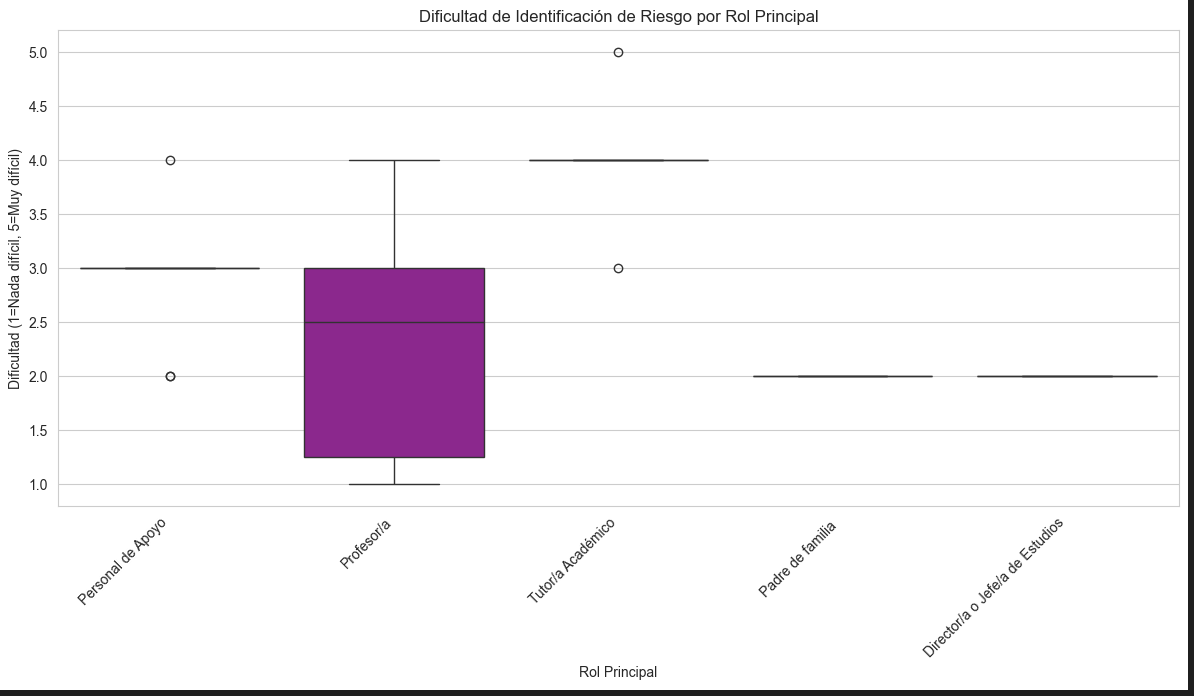 Dificultad de Identificación de Riesgo por Rol Principal
Dificultad (1=Nada difícil, 5=Muy difícil)
5.0
4.5
4.0
3.5
3.0
2.5
2.0
1.5
1.0
Personal de Apoyo
Profesor/a
Tutor/a Académico
Padre de familia
Director/a o Jefe/a de Estudios
Rol Principal